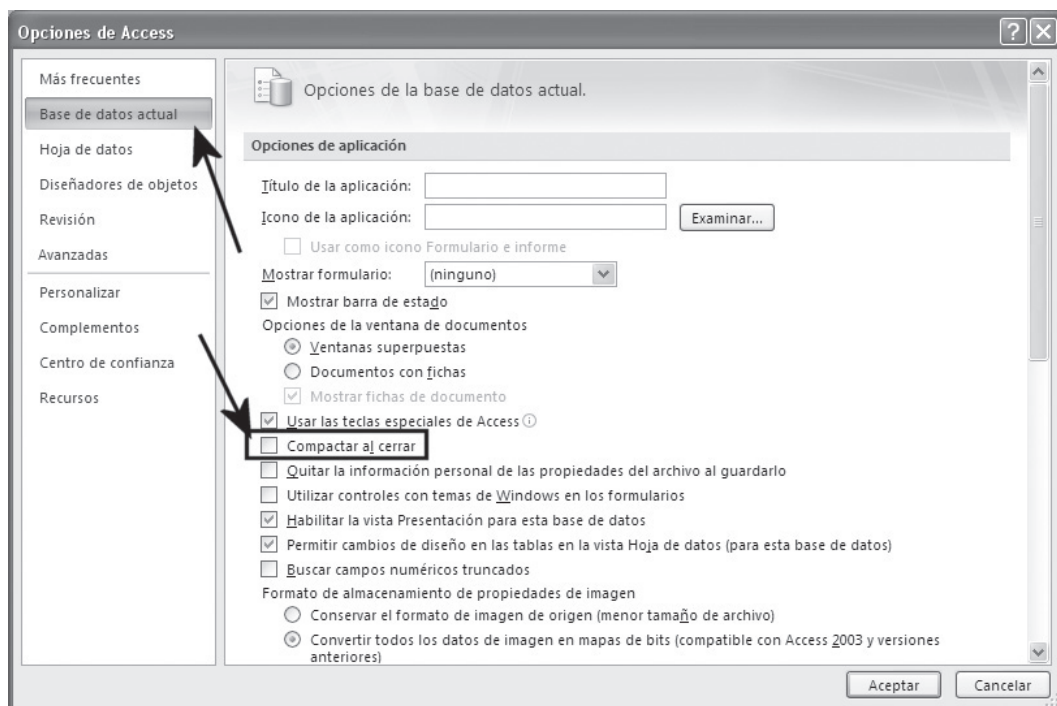 Opciones de Access
Más frecuentes
Base de datos actual
Hoja de datos
Diseñadores de objetos
Revisión
Avanzadas
Personalizar
Complementos
Centro de confianza
Recursos
Opciones de la base de datos actual.
Opciones de aplicación
Título de la aplicación:
Icono de la aplicación:
Examinar...
Usar como icono Formulario e informe
Mostrar formulario: (ninguno)
Mostrar barra de estado
Opciones de la ventana de documentos
Ventanas superpuestas
Documentos con fichas
Mostrar fichas de documento
Usar las teclas especiales de Access
Compactar al cerrar
Quitar la información personal de las propiedades del archivo al guardarlo
Utilizar controles con temas de Windows en los formularios
Habilitar la vista Presentación para esta base de datos
Permitir cambios de diseño en las tablas en la vista Hoja de datos (para esta base de datos)
Buscar campos numéricos truncados
Formato de almacenamiento de propiedades de imagen
Conservar el formato de imagen de origen (menor tamaño de archivo)
Convertir todos los datos de imagen en mapas de bits (compatible con Access 2003 y versiones
anteriores)
Aceptar
Cancelar